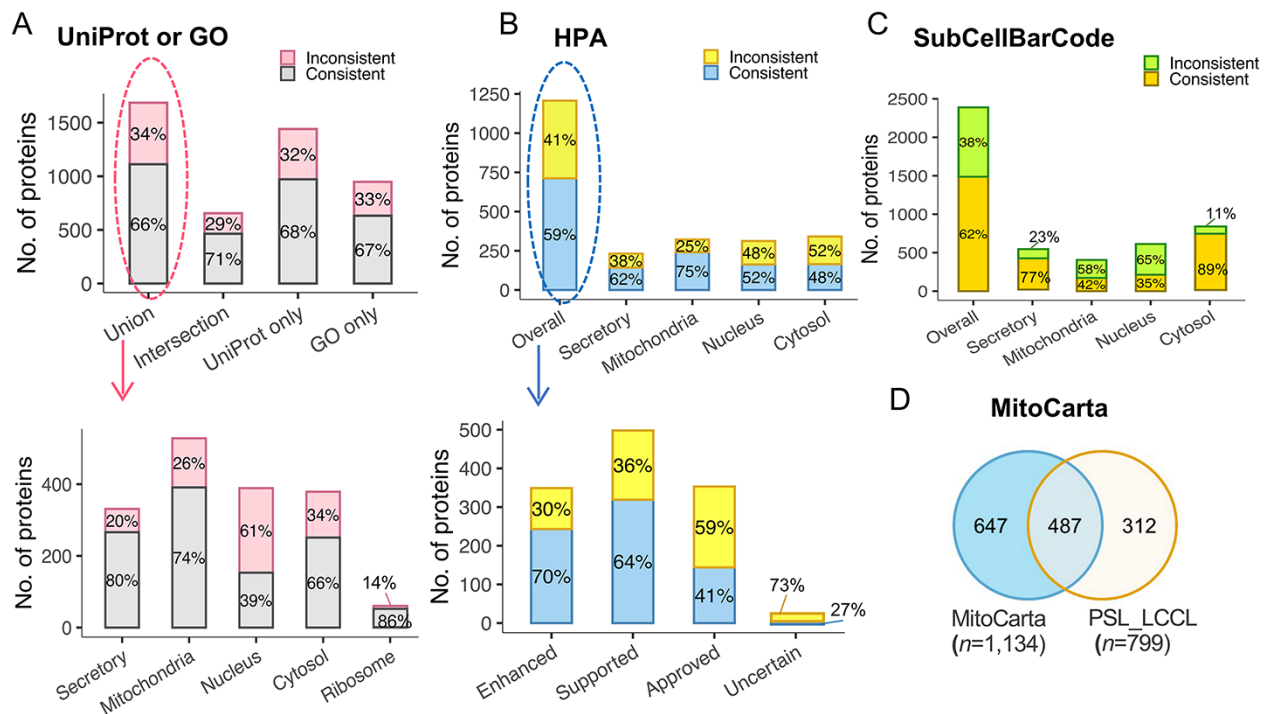 A
UniProt or GO
Inconsistent
Consistent
No. of proteins
1500
1000
500
0
34%
66%
29%
71%
32%
68%
33%
67%
Union
Intersection
UniProt only
GO only
No. of proteins
400
200
0
20%
80%
26%
74%
61%
39%
34%
66%
14%
86%
Secretory
Mitochondria
Nucleus
Cytosol
Ribosome
B
HPA
Inconsistent
Consistent
No. of proteins
1250
1000
750
500
250
0
41%
59%
38%
62%
25%
75%
48%
52%
52%
48%
Overall
Secretory
Mitochondria
Nucleus
Cytosol
No. of proteins
500
400
300
200
100
0
30%
70%
36%
64%
59%
41%
73%
27%
Enhanced
Supported
Approved
Uncertain
C
SubCellBarCode
Inconsistent
Consistent
No. of proteins
2500
2000
1500
1000
500
0
38%
62%
23%
77%
58%
42%
65%
35%
11%
89%
Overall
Secretory
Mitochondria
Nucleus
Cytosol
D
MitoCarta
647
487
312
MitoCarta
(n=1,134)
PSL_LCCL
(n=799)